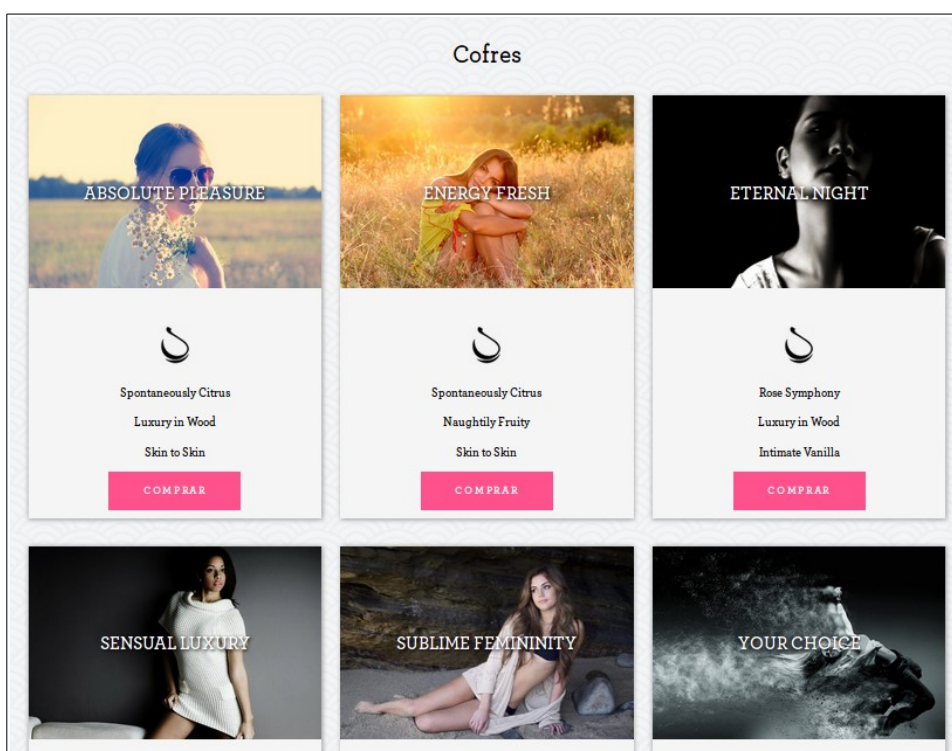 Cofres
ABSOLUTE PLEASURE
ENERGY FRESH
ETERNAL NIGHT
Spontaneously Citrus
Luxury in Wood
Skin to Skin
COMPRAR
Spontaneously Citrus
Naughtily Fruity
Skin to Skin
COMPRAR
Rose Symphony
Luxury in Wood
Intimate Vanilla
COMPRAR
SENSUAL LUXURY
SUBLIME FEMININITY
YOUR CHOICE